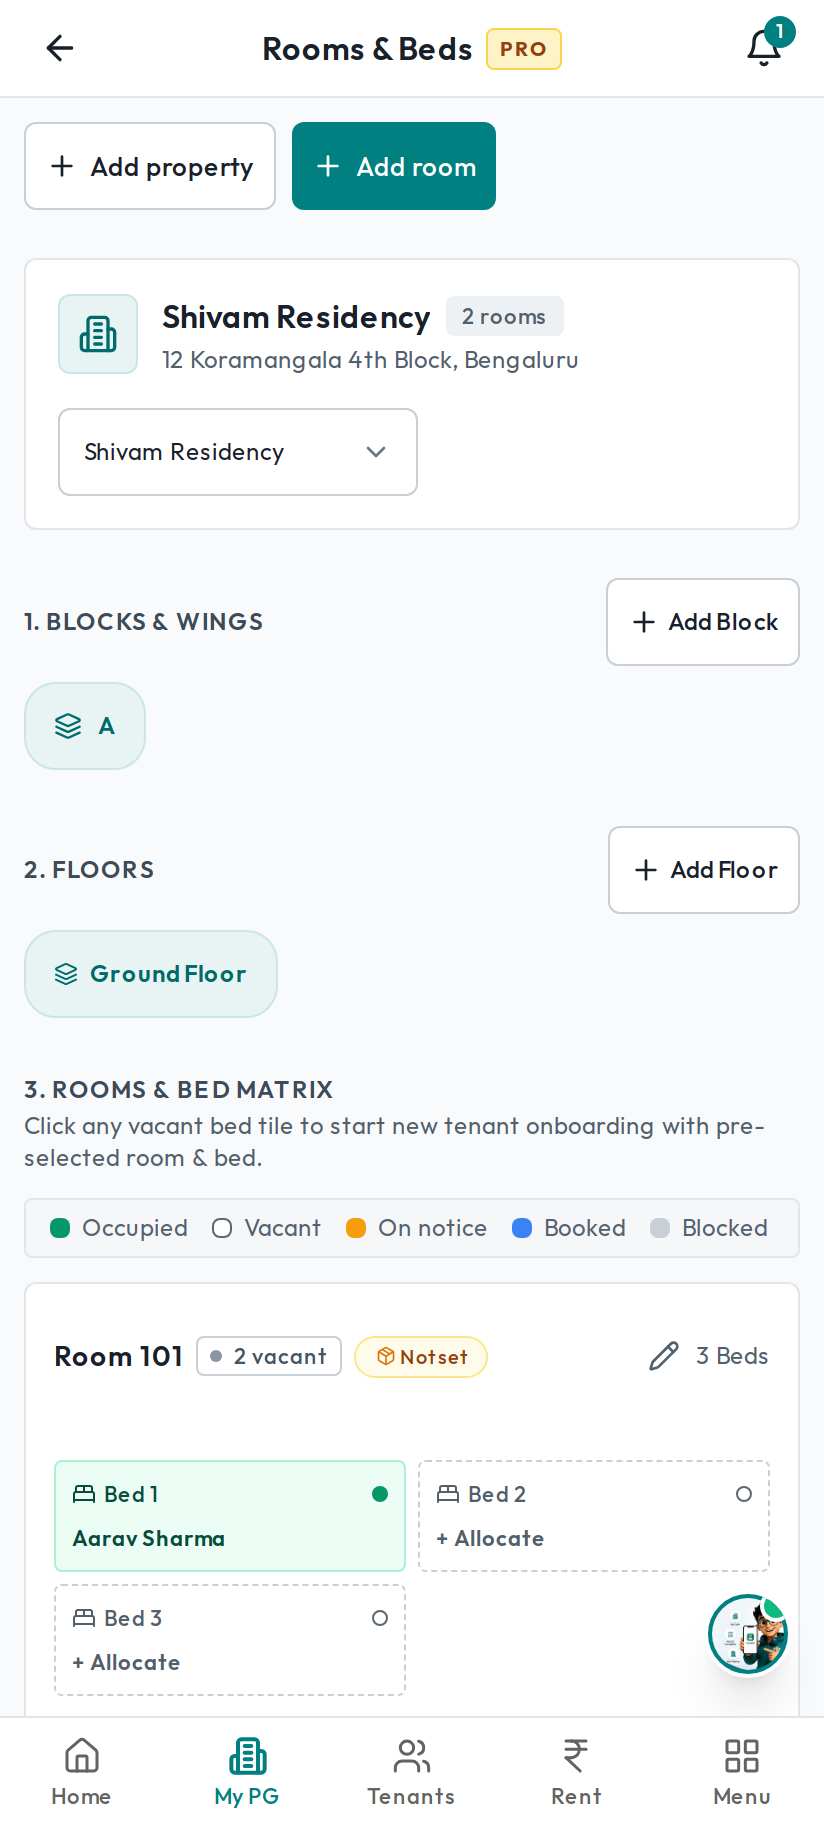 Rooms & Beds PRO
1
+ Add property
+ Add room
Shivam Residency 2 rooms
12 Koramangala 4th Block, Bengaluru
Shivam Residency
1. BLOCKS & WINGS
+ Add Block
A
2. FLOORS
+ Add Floor
Ground Floor
3. ROOMS & BED MATRIX
Click any vacant bed tile to start new tenant onboarding with pre-
selected room & bed.
Occupied Vacant On notice Booked Blocked
Room 101 2 vacant Not set 3 Beds
Bed 1
Aarav Sharma
Bed 2
+ Allocate
Bed 3
+ Allocate
Home My PG Tenants Rent Menu